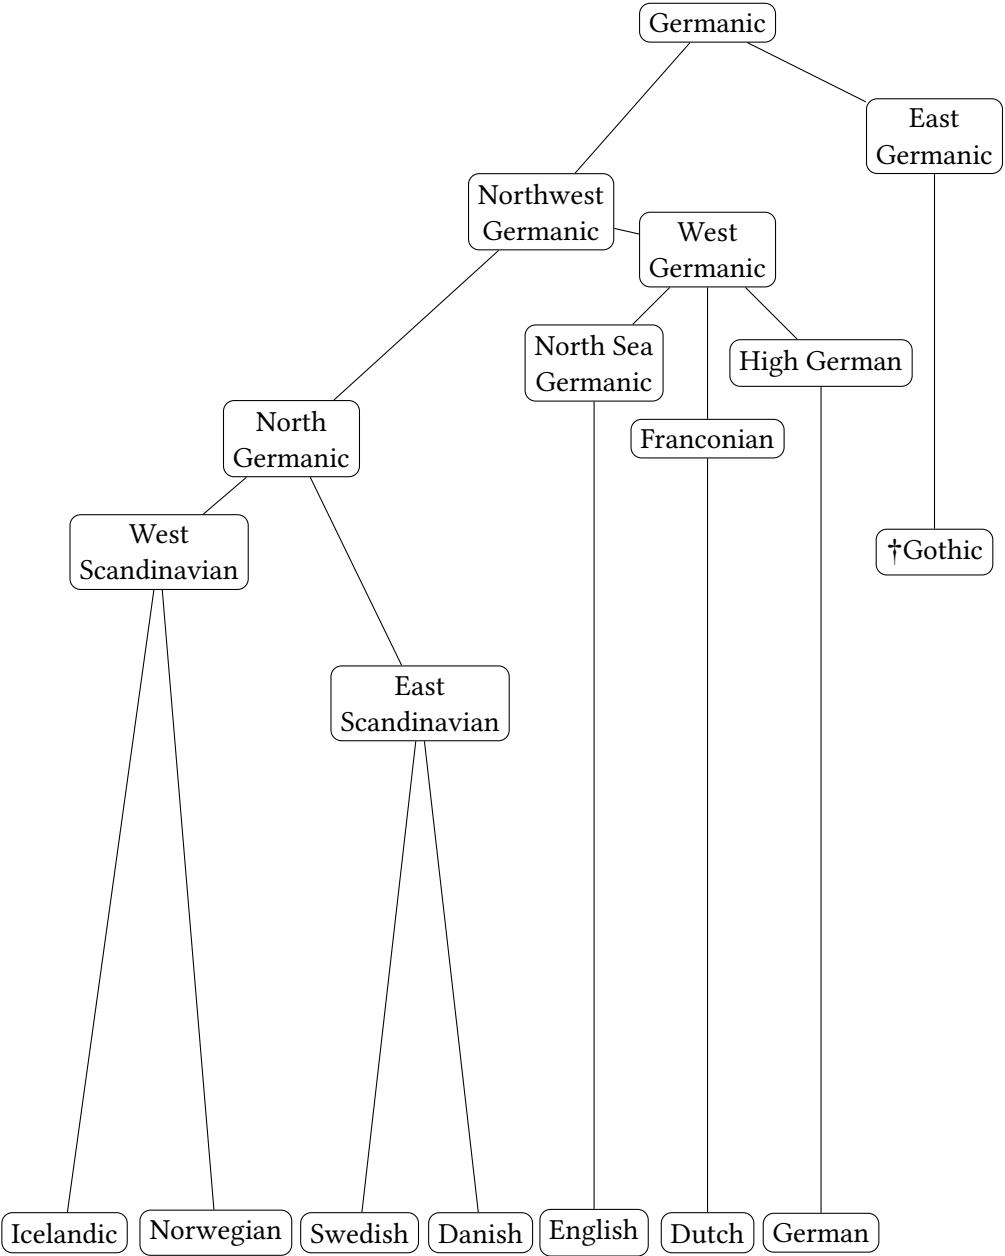 Germanic
East
Germanic
Northwest
Germanic
West
Germanic
North Sea
Germanic
High German
North
Germanic
Franconian
West
Scandinavian
†Gothic
East
Scandinavian
Icelandic
Norwegian
Swedish
Danish
English
Dutch
German